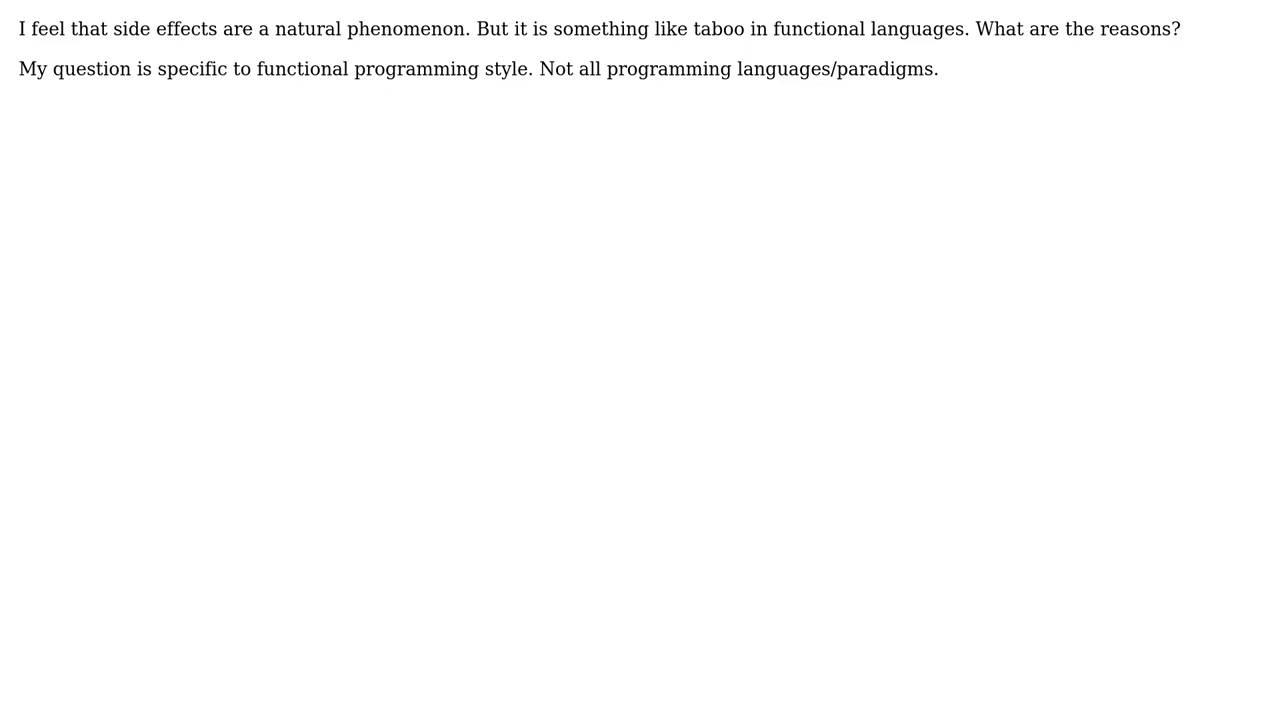 I feel that side effects are a natural phenomenon. But it is something like taboo in functional languages. What are the reasons?
My question is specific to functional programming style. Not all programming languages/paradigms.